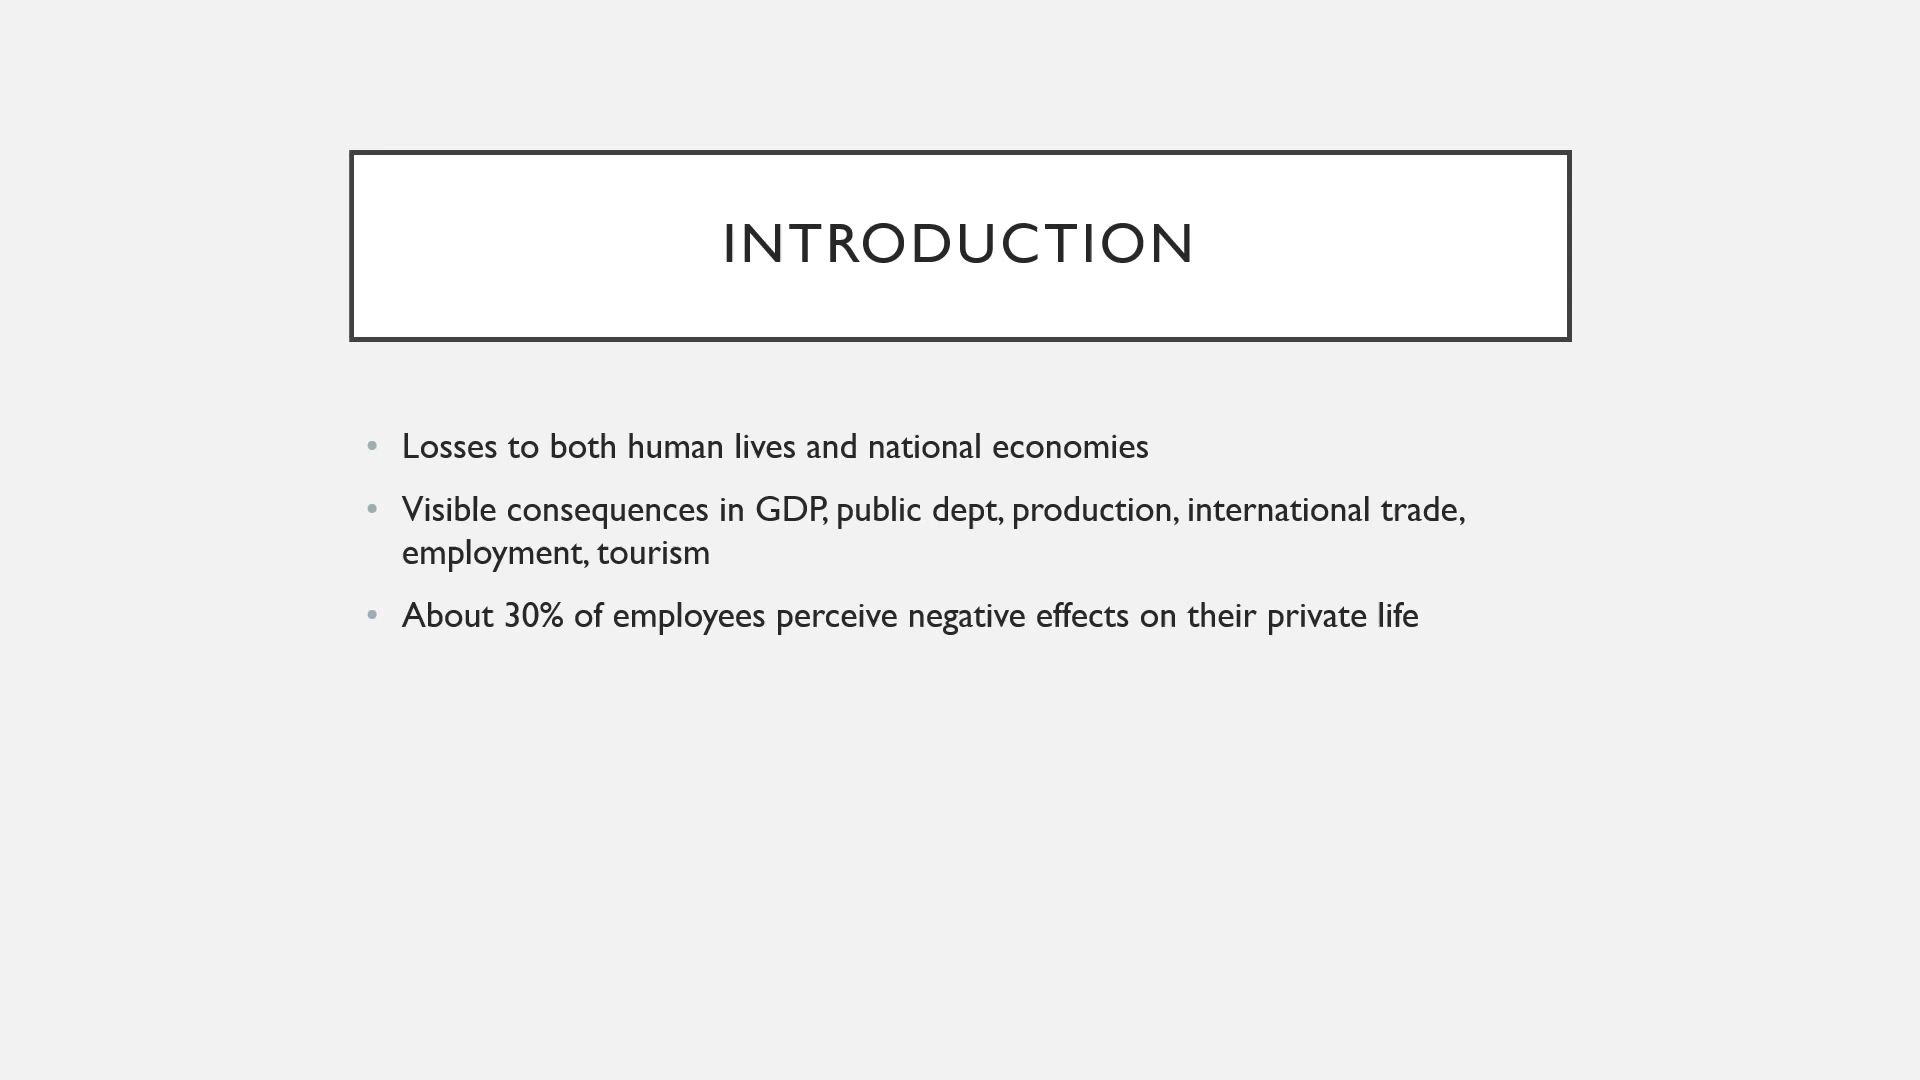 INTRODUCTION
• Losses to both human lives and national economies
• Visible consequences in GDP, public dept, production, international trade,
employment, tourism
• About 30% of employees perceive negative effects on their private life